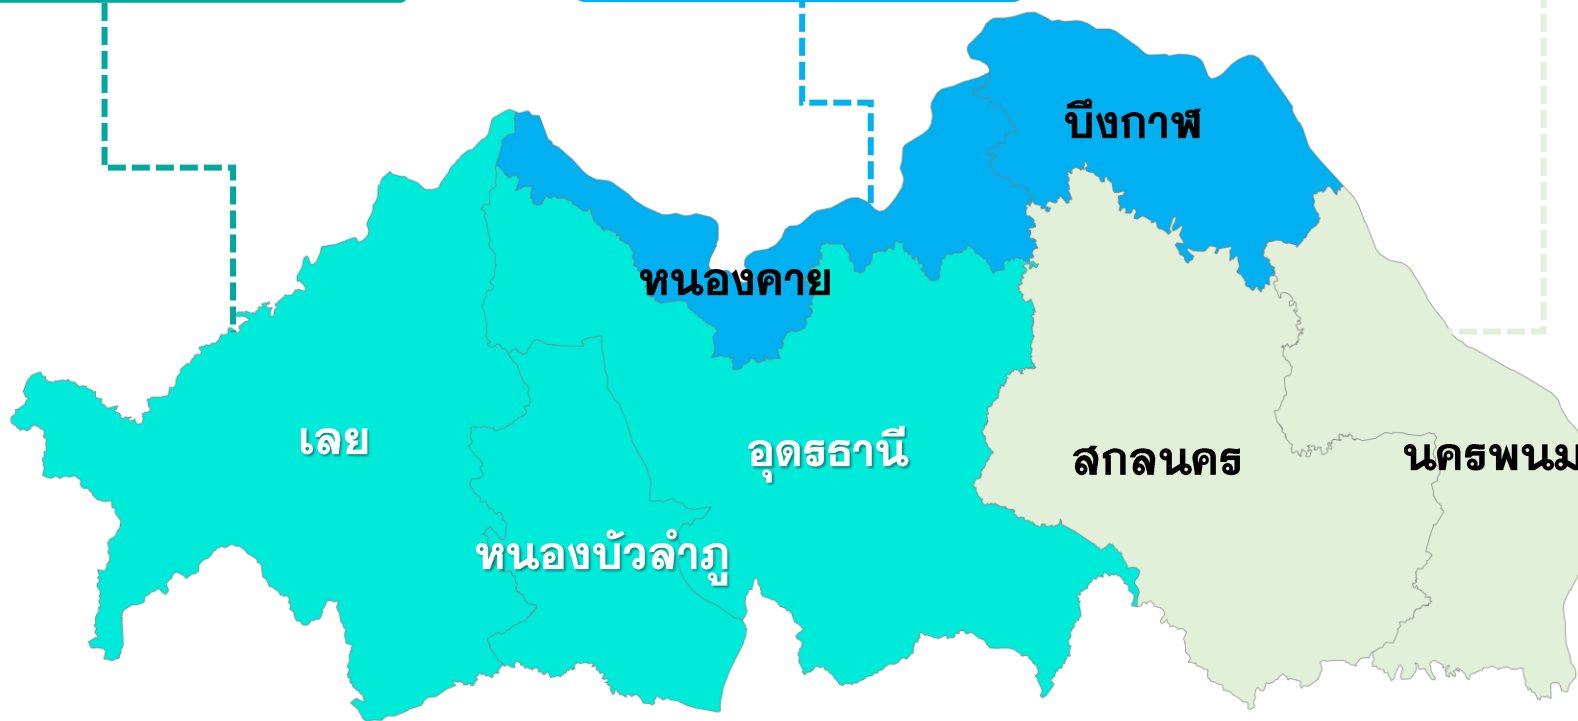 บึงกาฬ
หนองคาย
เลย
อุดรธานี
สกลนคร
นครพนม
หนองบัวลำภู